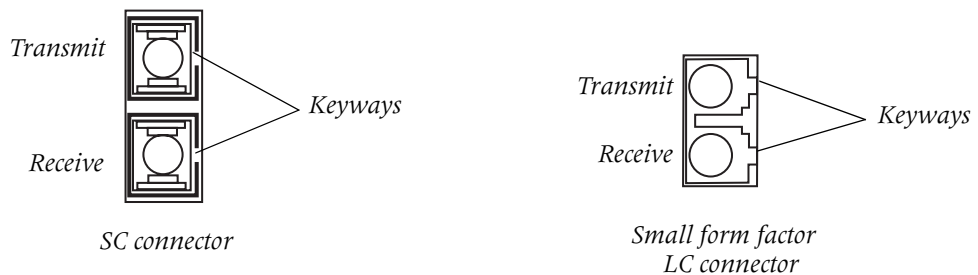 Transmit
Keyways
Receive
SC connector
Transmit
Keyways
Receive
Small form factor
LC connector